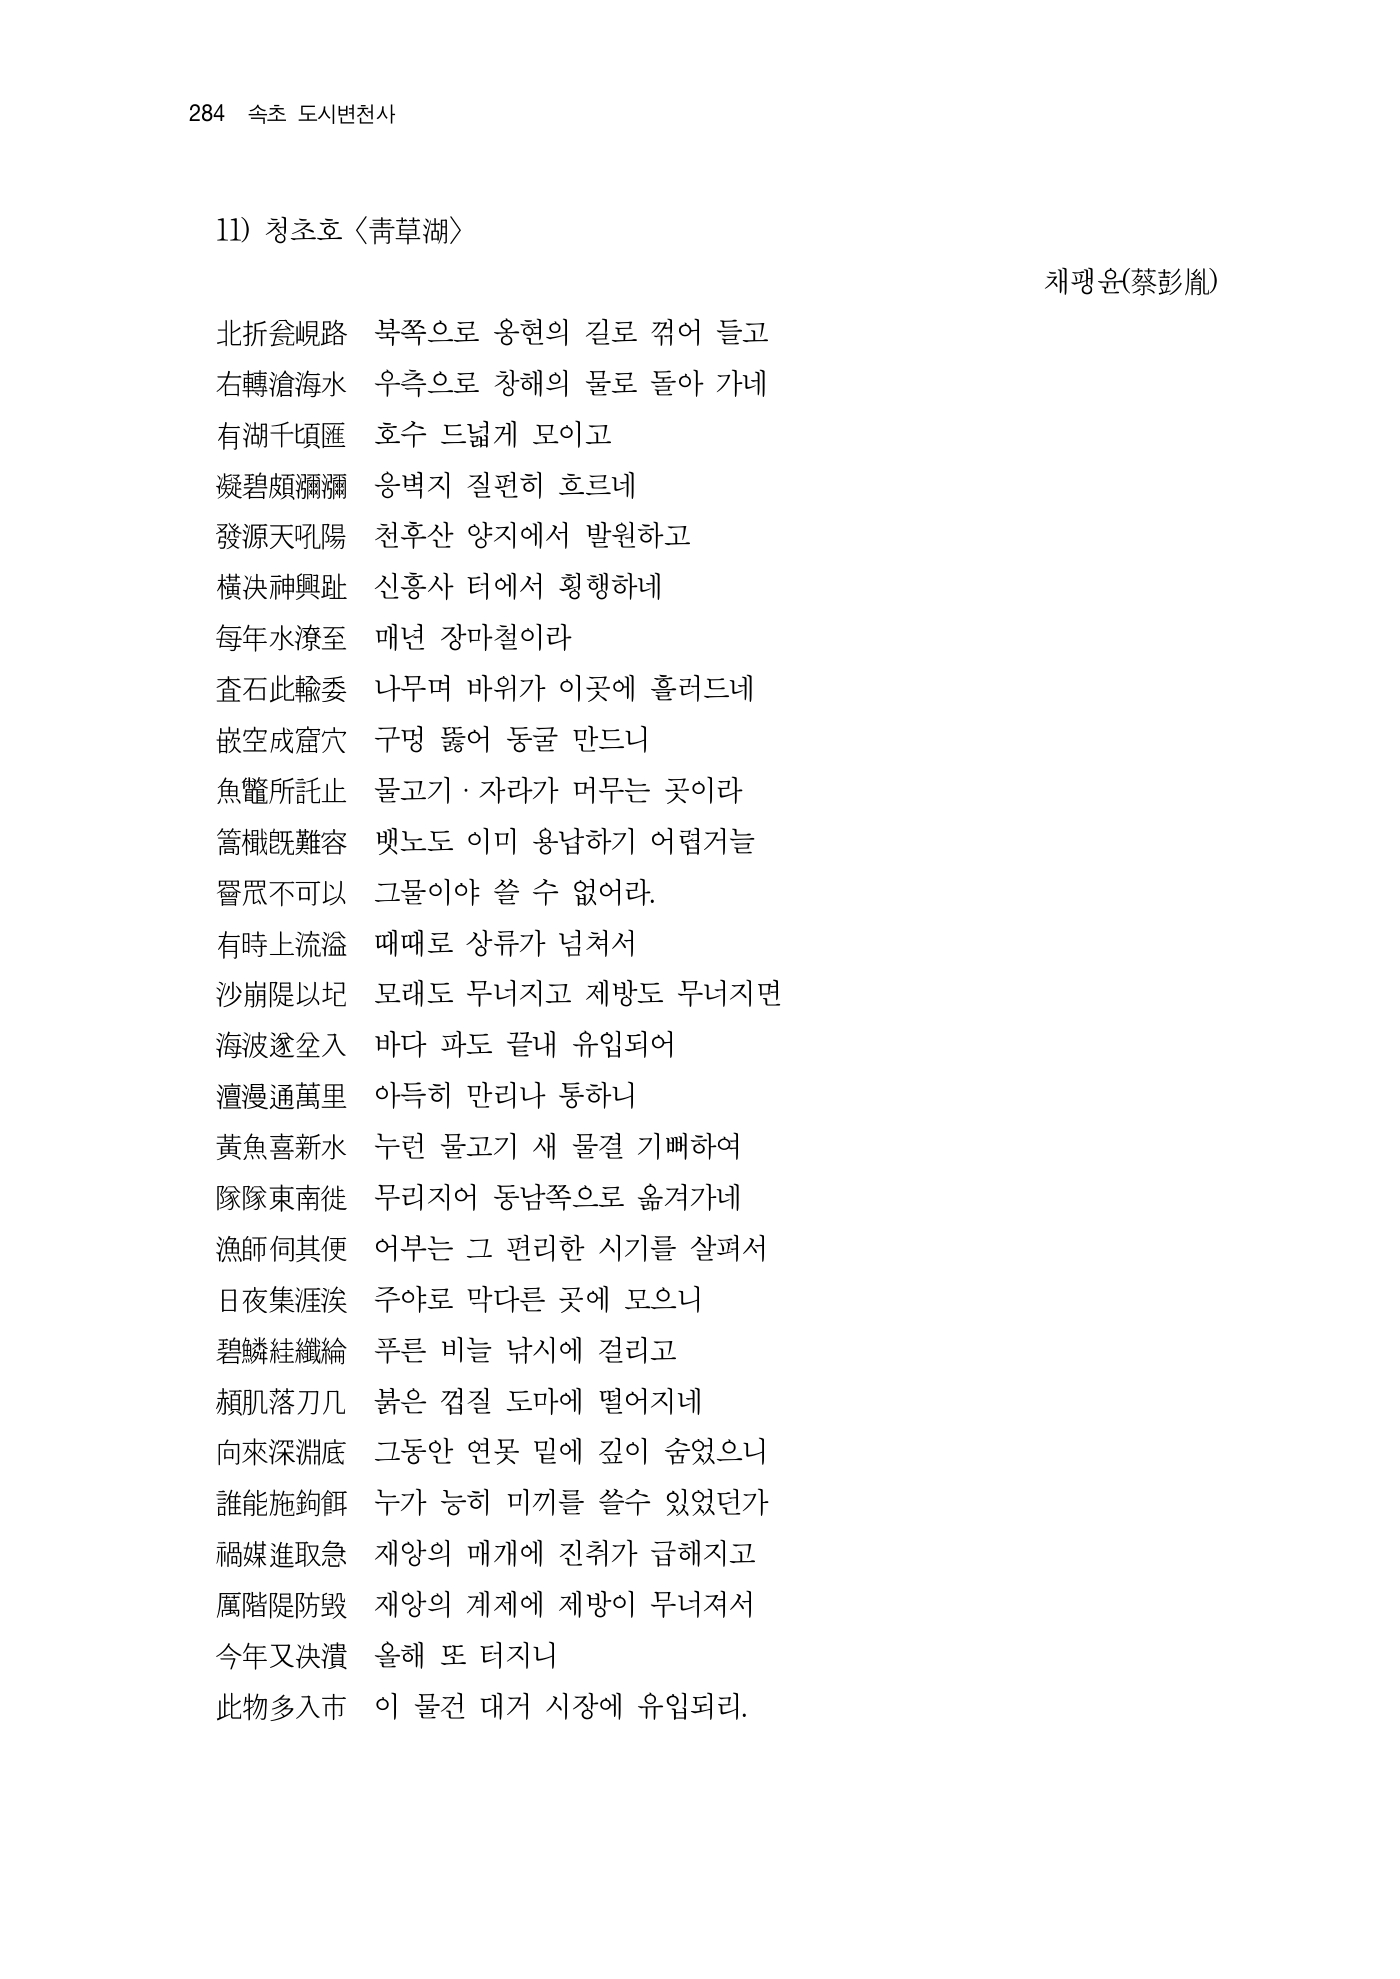 284 속초 도시변천사
11) 청초호〈靑草湖〉
채팽윤(蔡彭胤)
北折瓮峴路 북쪽으로 옹현의 길로 꺾어 들고
右轉滄海水 우측으로 창해의 물로 돌아 가네
有湖千頃匯 호수 드넓게 모이고
凝碧頗瀰瀰 응벽지 질펀히 흐르네
發源天吼陽 천후산 양지에서 발원하고
橫决神興趾 신흥사 터에서 횡행하네
每年水潦至 매년 장마철이라
査石此輸委 나무며 바위가 이곳에 흘러드네
嵌空成窟穴 구멍 뚫어 동굴 만드니
魚鼈所託止 물고기·자라가 머무는 곳이라
篙檝旣難容 뱃노도 이미 용납하기 어렵거늘
罾罛不可以 그물이야 쓸 수 없어라.
有時上流溢 때때로 상류가 넘쳐서
沙崩隄以圮 모래도 무너지고 제방도 무너지면
海波遂坌入 바다 파도 끝내 유입되어
澶漫通萬里 아득히 만리나 통하니
黃魚喜新水 누런 물고기 새 물결 기뻐하여
隊隊東南徙 무리지어 동남쪽으로 옮겨가네
漁師伺其便 어부는 그 편리한 시기를 살펴서
日夜集涯涘 주야로 막다른 곳에 모으니
碧鱗絓纖綸 푸른 비늘 낚시에 걸리고
頳肌落刀几 붉은 껍질 도마에 떨어지네
向來深淵底 그동안 연못 밑에 깊이 숨었으니
誰能施鉤餌 누가 능히 미끼를 쓸수 있었던가
禍媒進取急 재앙의 매개에 진취가 급해지고
厲階隄防毁 재앙의 계제에 제방이 무너져서
今年又决潰 올해 또 터지니
此物多入市 이 물건 대거 시장에 유입되리.